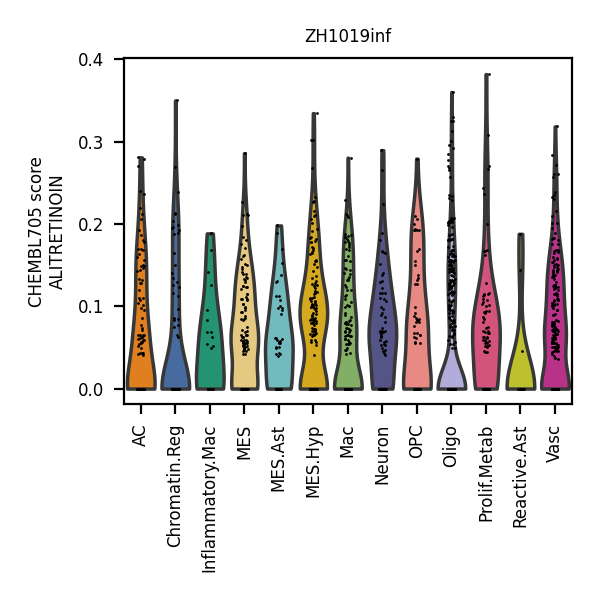 ZH1019inf
CHEMBL705 score
ALITRETINOIN
0.4
0.3
0.2
0.1
0.0
AC
Chromatin.Reg
Inflammatory.Mac
MES
MES.Ast
MES.Hyp
Mac
Neuron
OPC
Oligo
Prolif.Metab
Reactive.Ast
Vasc